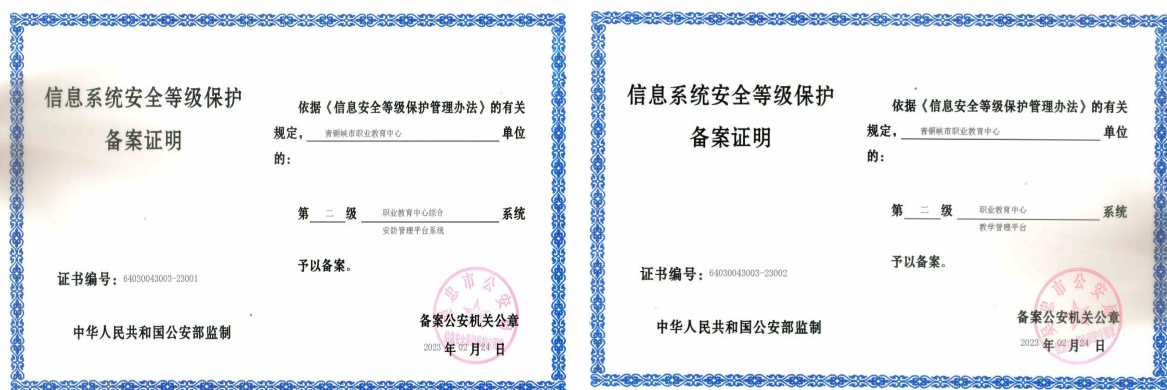 信息系统安全等级保护
备案证明
证书编号：64030043003-23001
中华人民共和国公安部监制
依据《信息安全等级保护管理办法》的有关
规定，青铜峡市职业教育中心单位
的：
第二级职业教育中心综合系统
安防管理平台系统
予以备案。
备案公安机关公章
2023年02月24日
信息系统安全等级保护
备案证明
证书编号：64030043003-23002
中华人民共和国公安部监制
依据《信息安全等级保护管理办法》的有关
规定，青铜峡市职业教育中心单位
的：
第二级职业教育中心系统
教学管理平台
予以备案。
备案公安机关公章
2023年02月24日